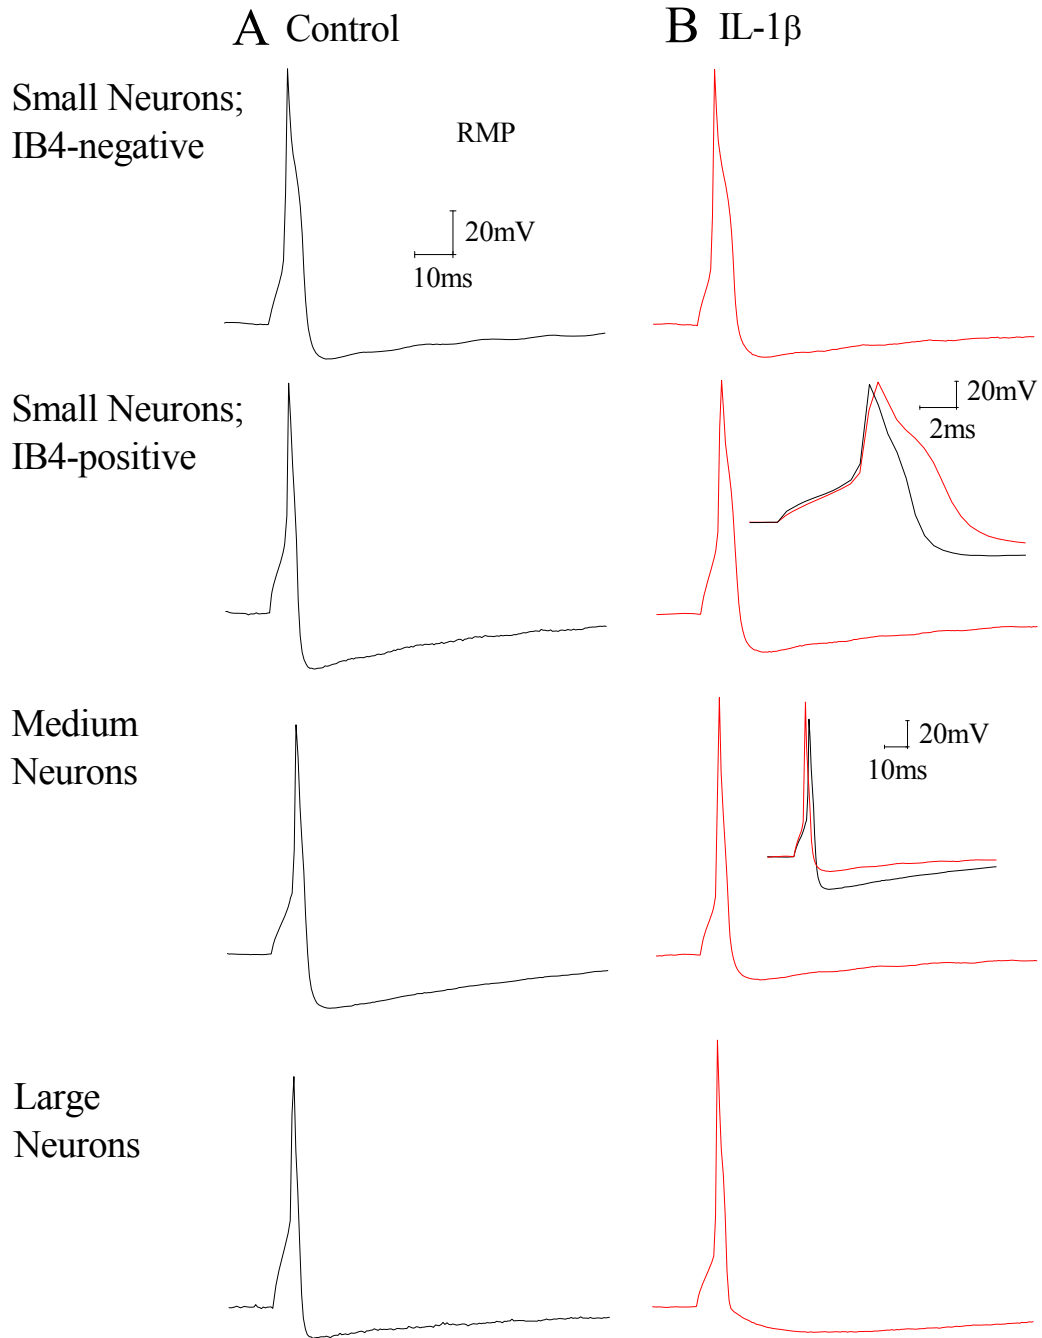 A Control
B IL-1β
Small Neurons;
IB4-negative
RMP
20mV
10ms
Small Neurons;
IB4-positive
20mV
2ms
Medium
Neurons
20mV
10ms
Large
Neurons